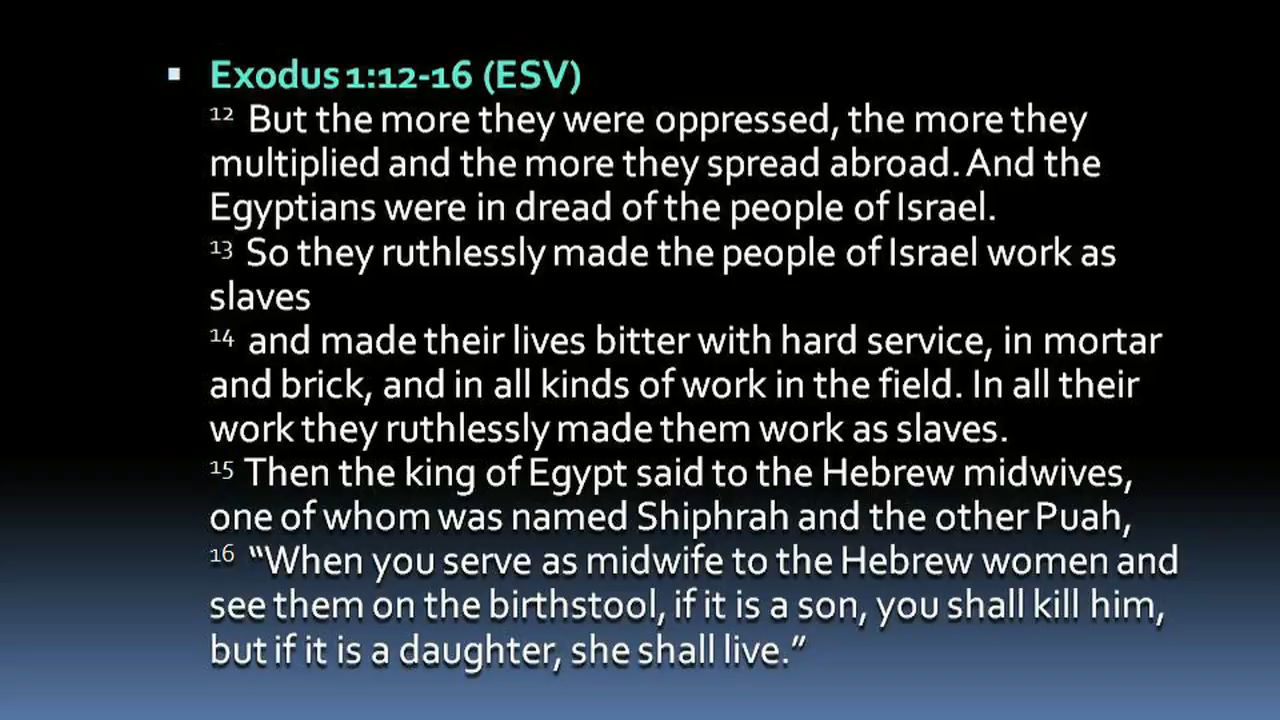 ▪ Exodus 1:12-16 (ESV)
12 But the more they were oppressed, the more they
multiplied and the more they spread abroad. And the
Egyptians were in dread of the people of Israel.
13 So they ruthlessly made the people of Israel work as
slaves
14 and made their lives bitter with hard service, in mortar
and brick, and in all kinds of work in the field. In all their
work they ruthlessly made them work as slaves.
15 Then the king of Egypt said to the Hebrew midwives,
one of whom was named Shiphrah and the other Puah,
16 “When you serve as midwife to the Hebrew women and
see them on the birthstool, if it is a son, you shall kill him,
but if it is a daughter, she shall live.”